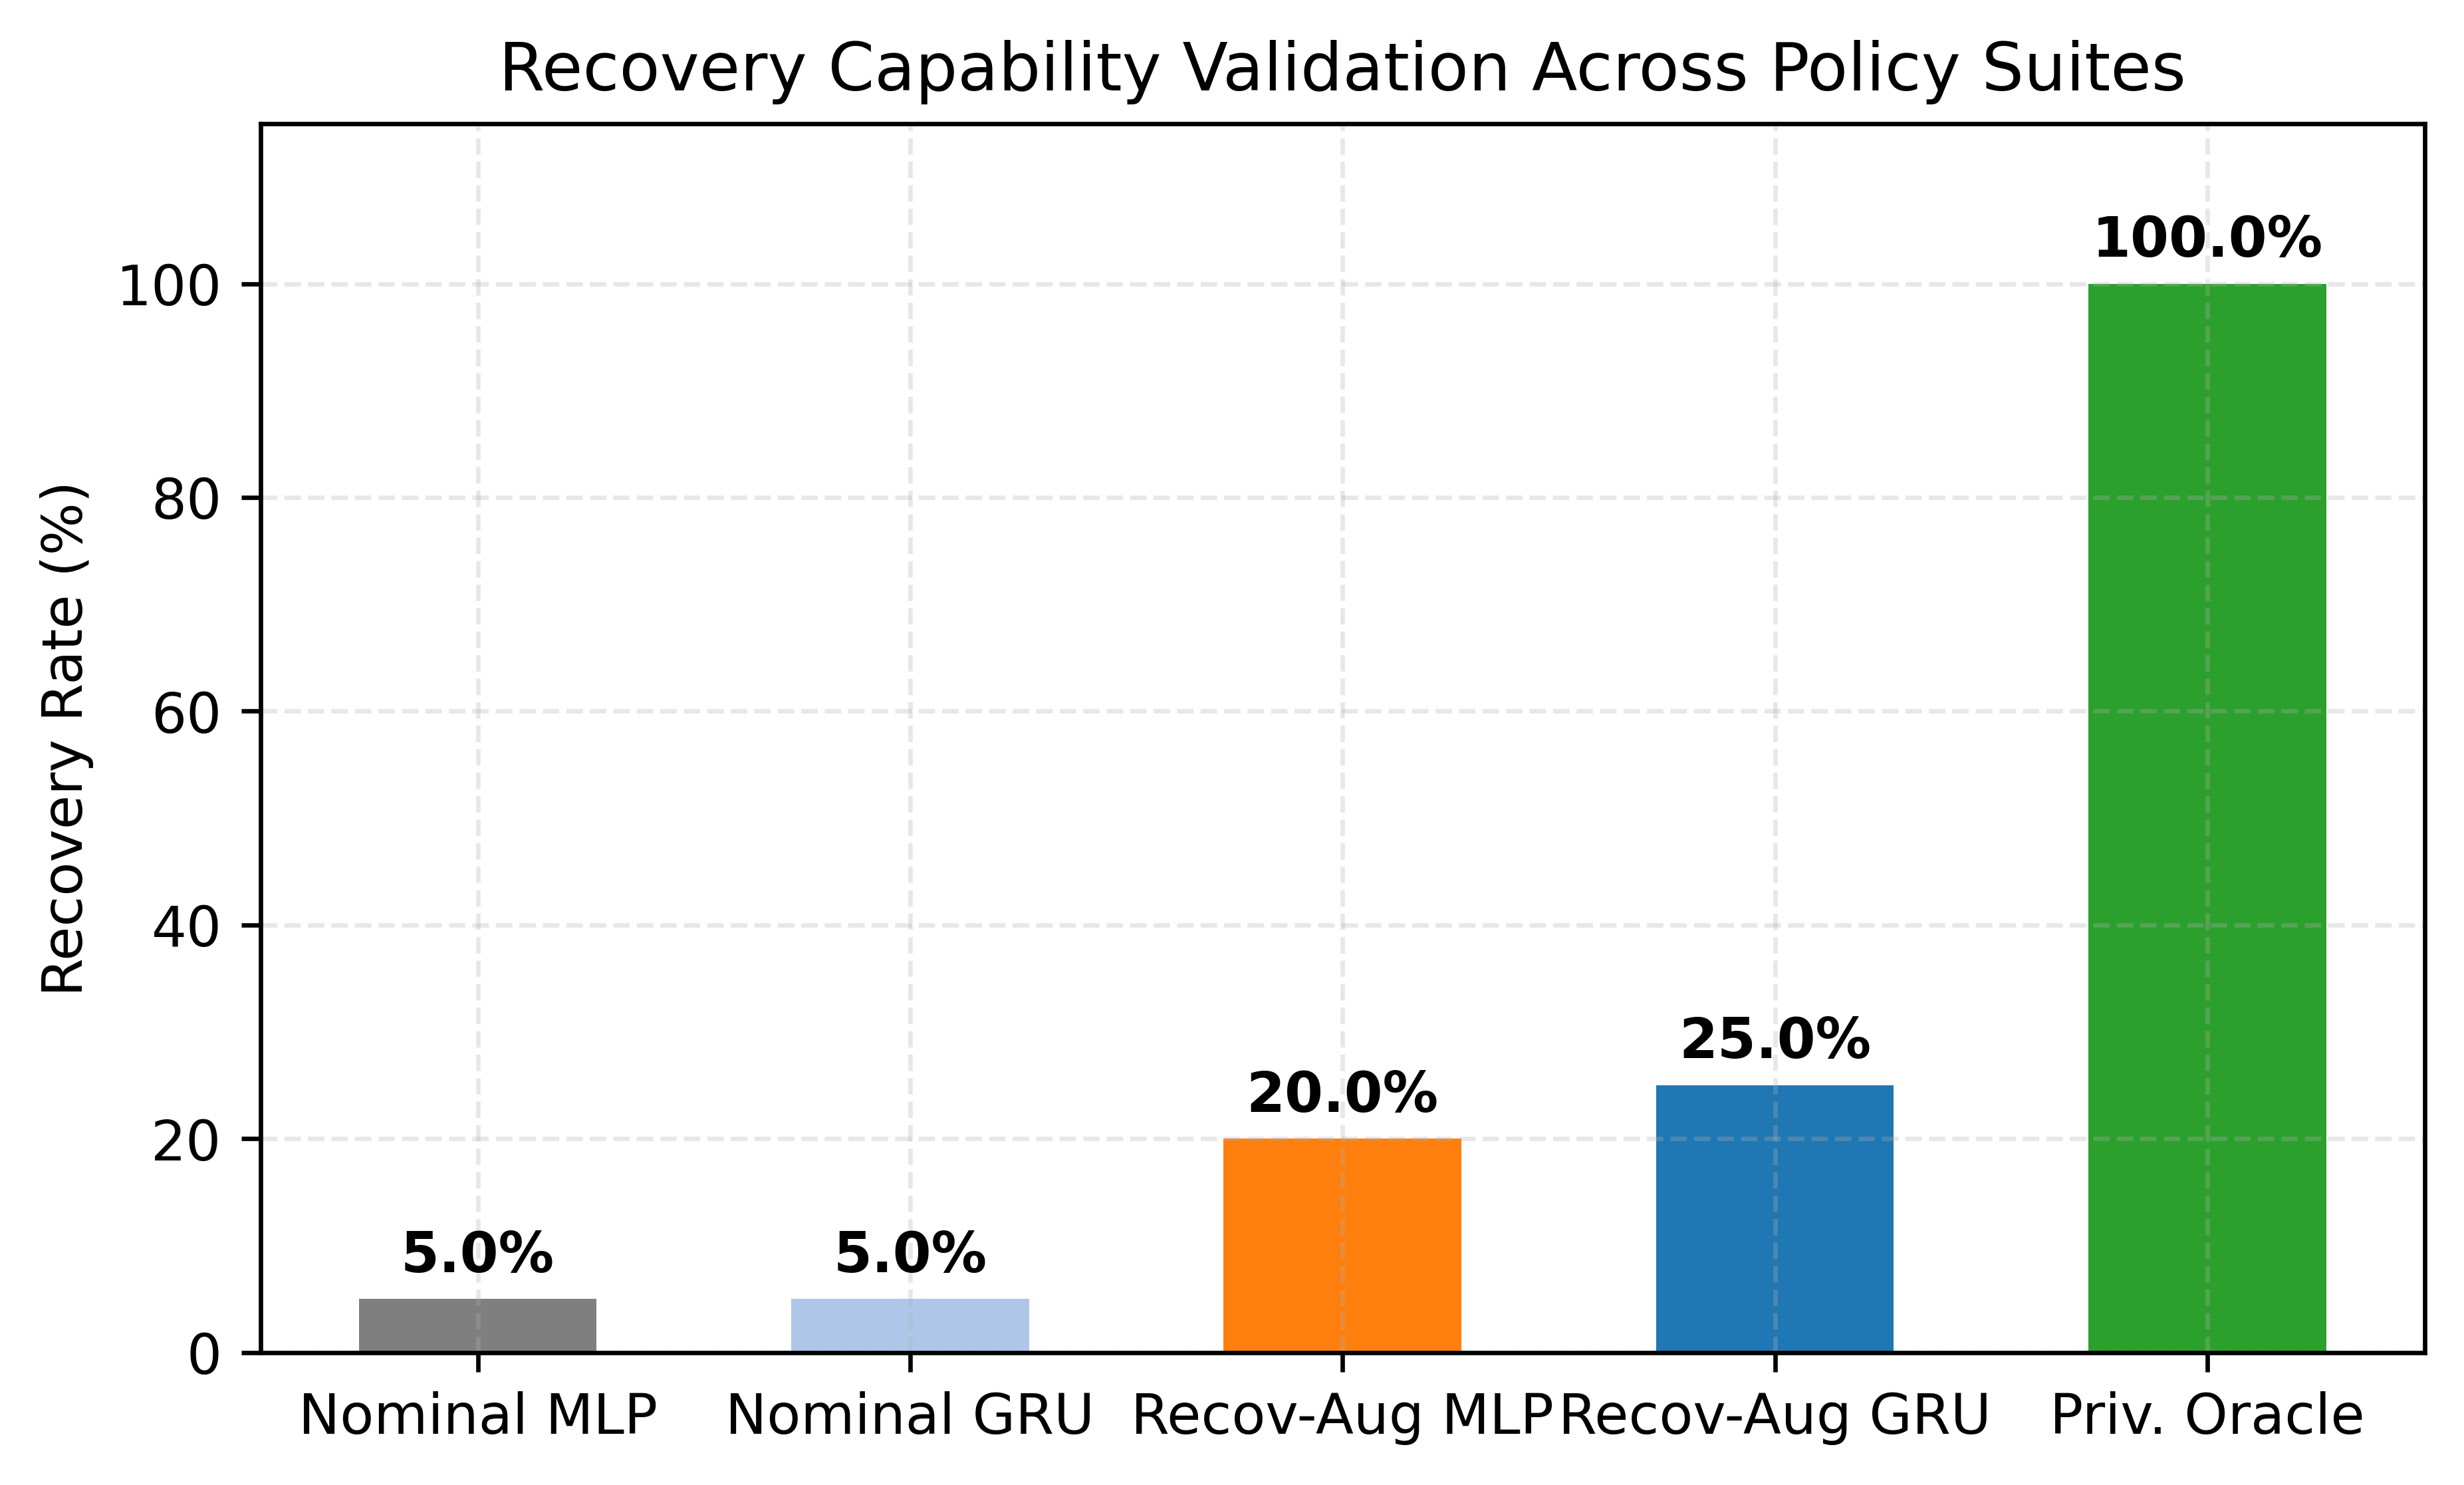 Recovery Capability Validation Across Policy Suites
Recovery Rate (%)
100
80
60
40
20
0
5.0%
5.0%
20.0%
25.0%
100.0%
Nominal MLP
Nominal GRU
Recov-Aug MLP
Recov-Aug GRU
Priv. Oracle